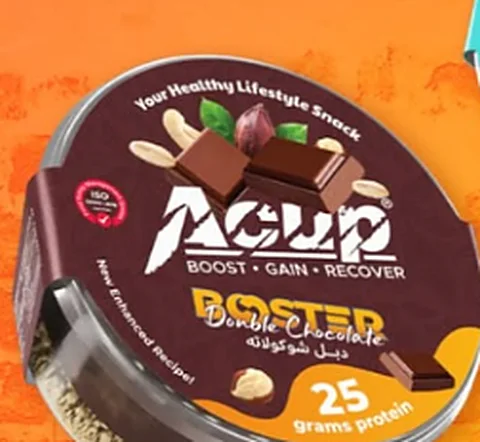 Your Healthy Lifestyle Snack
ISO
Acup®
BOOST • GAIN • RECOVER
BOOSTER
Double Chocolate
دبل شوكولاته
New Enhanced Recipe!
25
grams protein